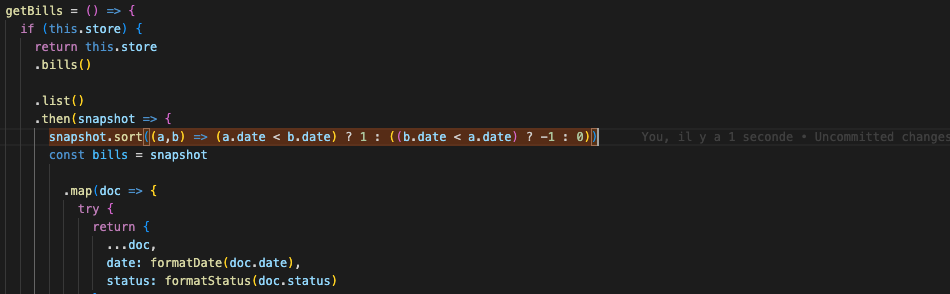 getBills = () => {
if (this.store) {
return this.store
.bills()
.list()
.then(snapshot => {
snapshot.sort((a,b) => (a.date < b.date) ? 1 : ((b.date < a.date) ? -1 : 0)) You, il y a 1 seconde • Uncommitted changes
const bills = snapshot
.map(doc => {
try {
return {
...doc,
date: formatDate(doc.date),
status: formatStatus(doc.status)